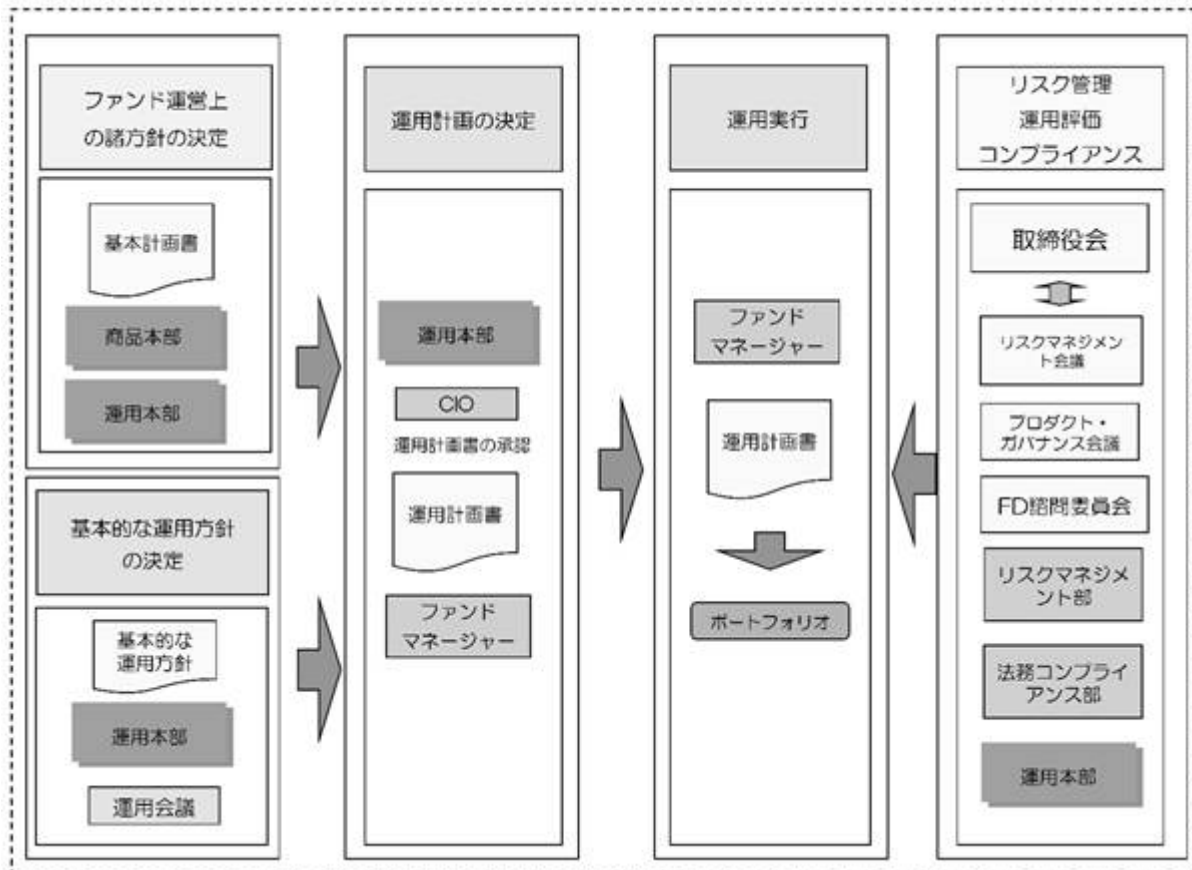 ファンド運営上
の諸方針の決定
基本計画書
商品本部
運用本部
基本的な運用方針
の決定
基本的な
運用方針
運用本部
運用会議
運用計画の決定
運用本部
CIO
運用計画書の承認
運用計画書
ファンド
マネージャー
運用実行
ファンド
マネージャー
運用計画書
ポートフォリオ
リスク管理
運用評価
コンプライアンス
取締役会
リスクマネジメン
ト会議
プロダクト・
ガバナンス会議
FD諮問委員会
リスクマネジメ
ント部
法務コンプライ
アンス部
運用本部